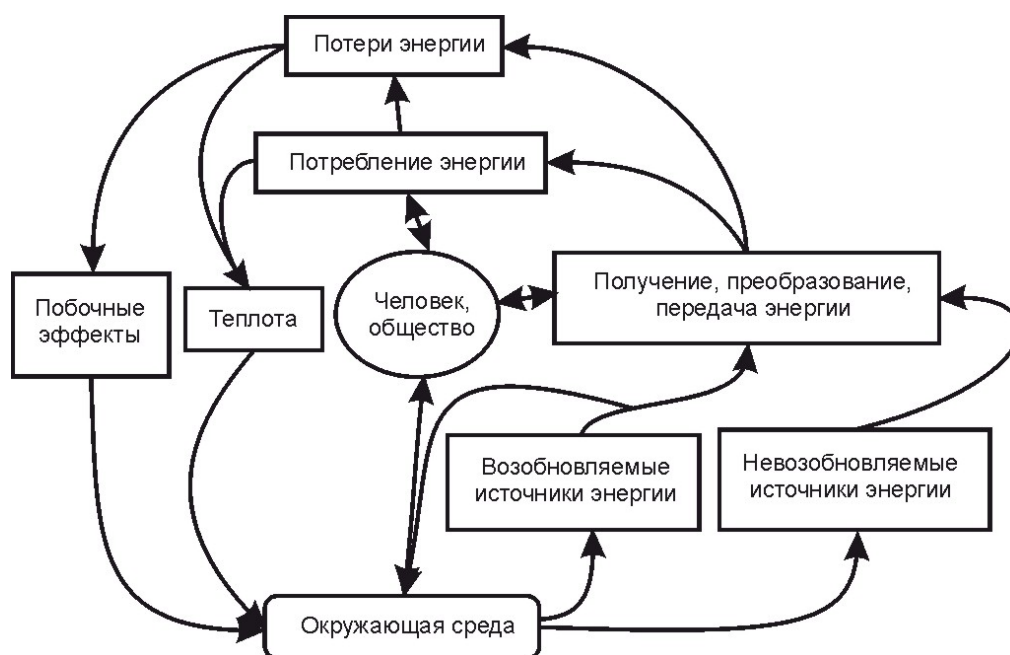 Потери энергии
Потребление энергии
Побочные
эффекты
Теплота
Человек,
общество
Получение, преобразование,
передача энергии
Возобновляемые
источники энергии
Невозобновляемые
источники энергии
Окружающая среда